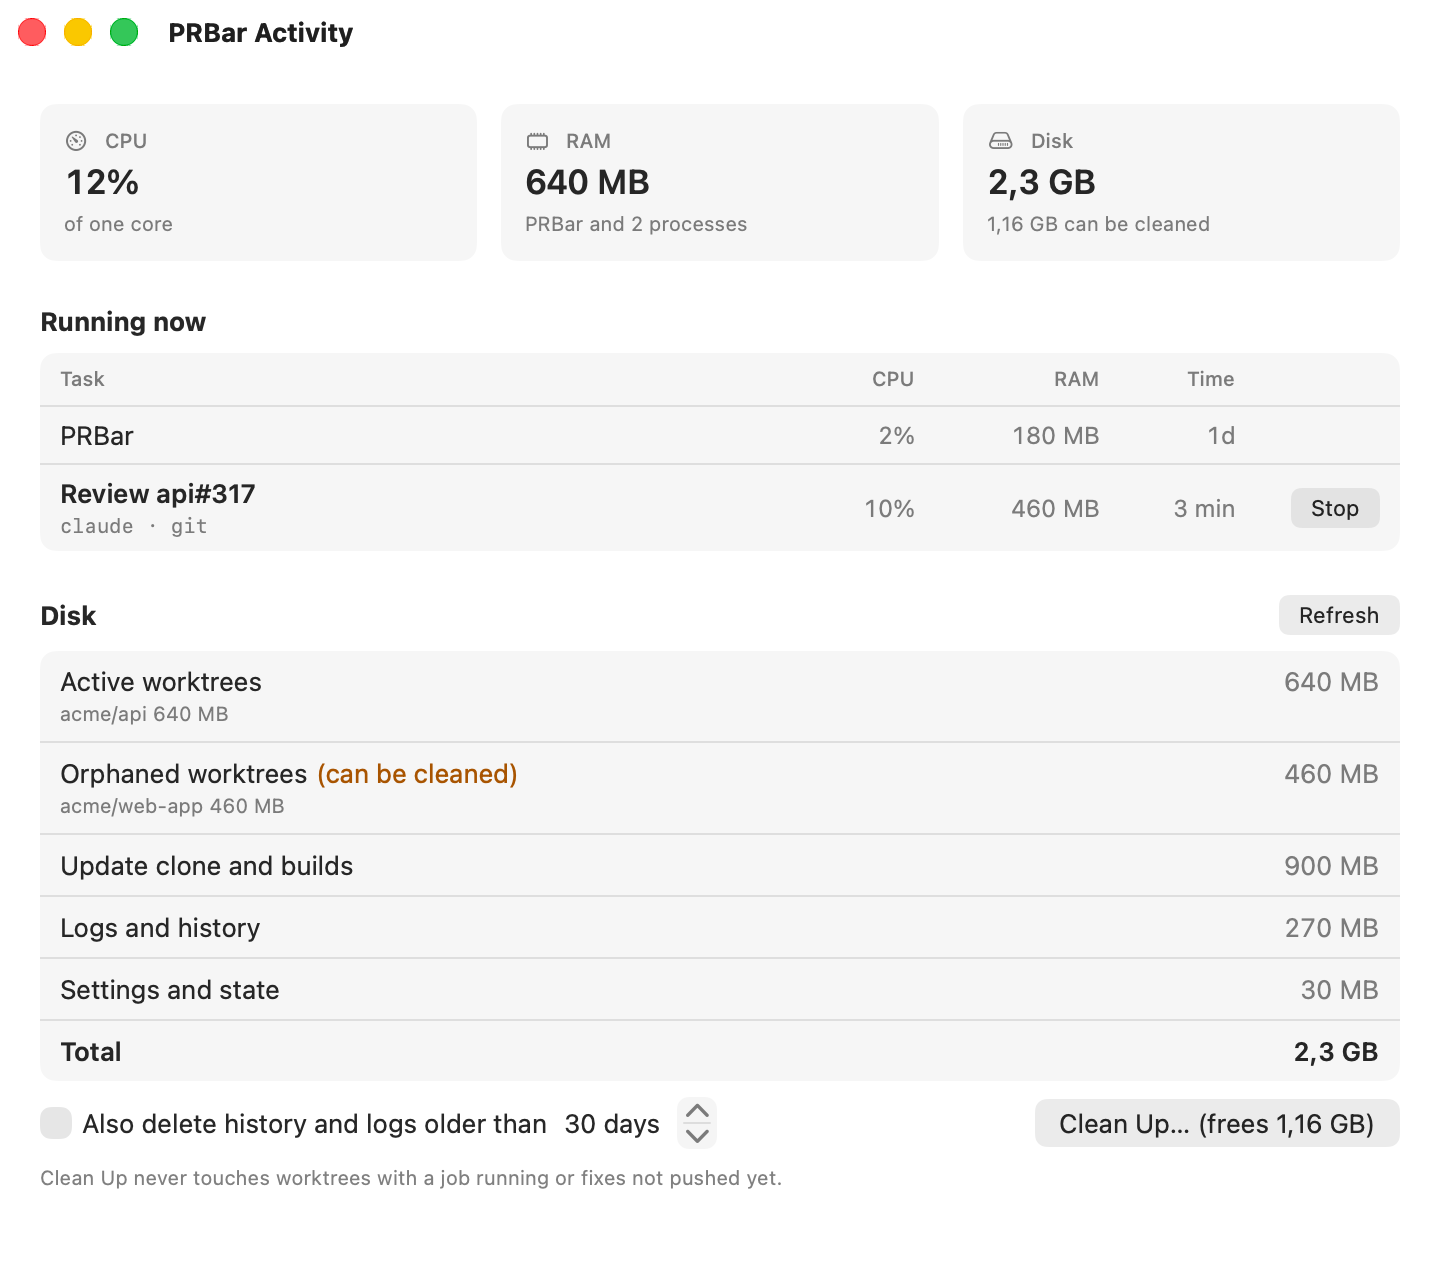 PRBar Activity
CPU
12%
of one core
RAM
640 MB
PRBar and 2 processes
Disk
2,3 GB
1,16 GB can be cleaned
Running now
Task CPU RAM Time
PRBar 2% 180 MB 1d
Review api#317 10% 460 MB 3 min Stop
claude · git
Disk Refresh
Active worktrees 640 MB
acme/api 640 MB
Orphaned worktrees (can be cleaned) 460 MB
acme/web-app 460 MB
Update clone and builds 900 MB
Logs and history 270 MB
Settings and state 30 MB
Total 2,3 GB
Also delete history and logs older than 30 days Clean Up... (frees 1,16 GB)
Clean Up never touches worktrees with a job running or fixes not pushed yet.